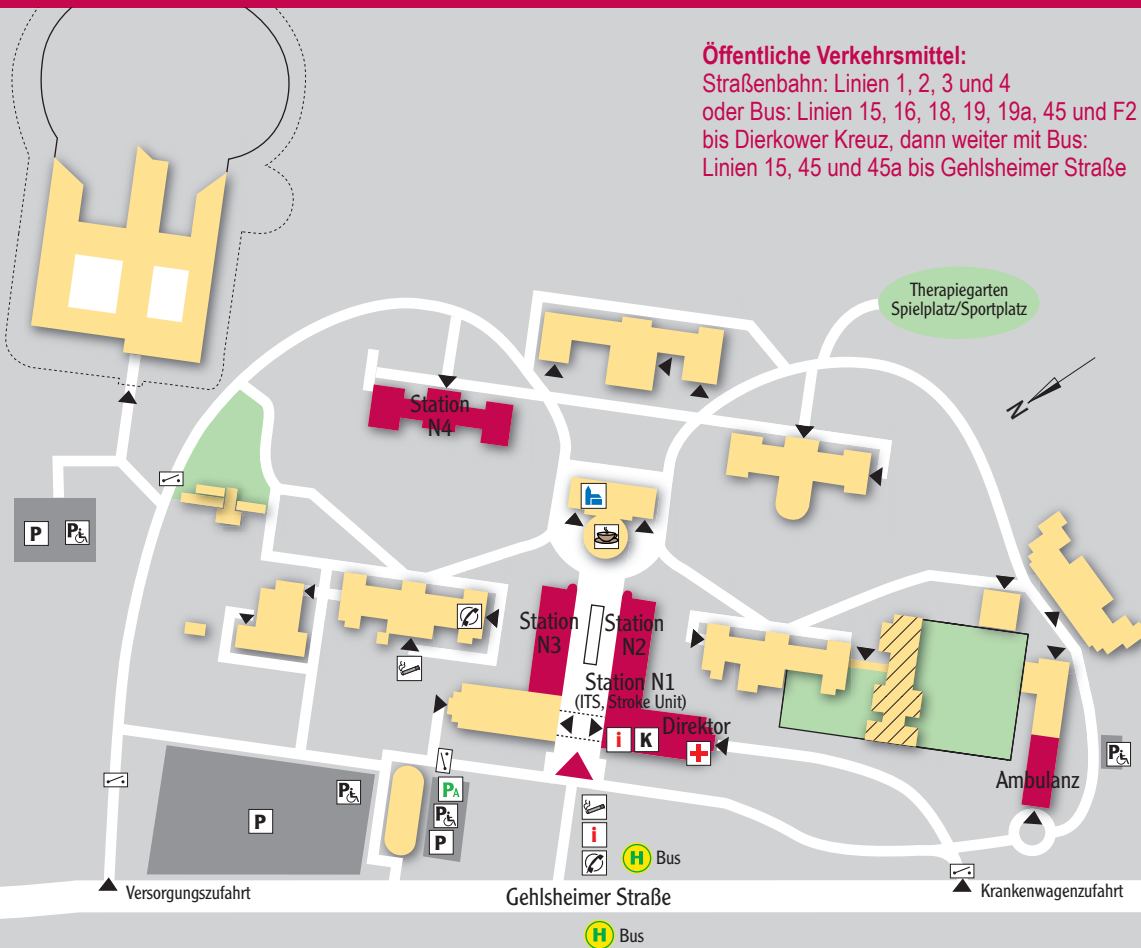 Öffentliche Verkehrsmittel:
Straßenbahn: Linien 1, 2, 3 und 4
oder Bus: Linien 15, 16, 18, 19, 19a, 45 und F2
bis Dierkower Kreuz, dann weiter mit Bus:
Linien 15, 45 und 45a bis Gehlsheimer Straße
Therapiegarten
Spielplatz/Sportplatz
N
Station
N4
P
P
Station
N3
Station
N2
Station N1
(ITS, Stroke Unit)
Direktor
i
K
P
Ambulanz
P
PA
P
P
P
i
H
Bus
Versorgungszufahrt
Gehlsheimer Straße
Krankenwagenzufahrt
H
Bus